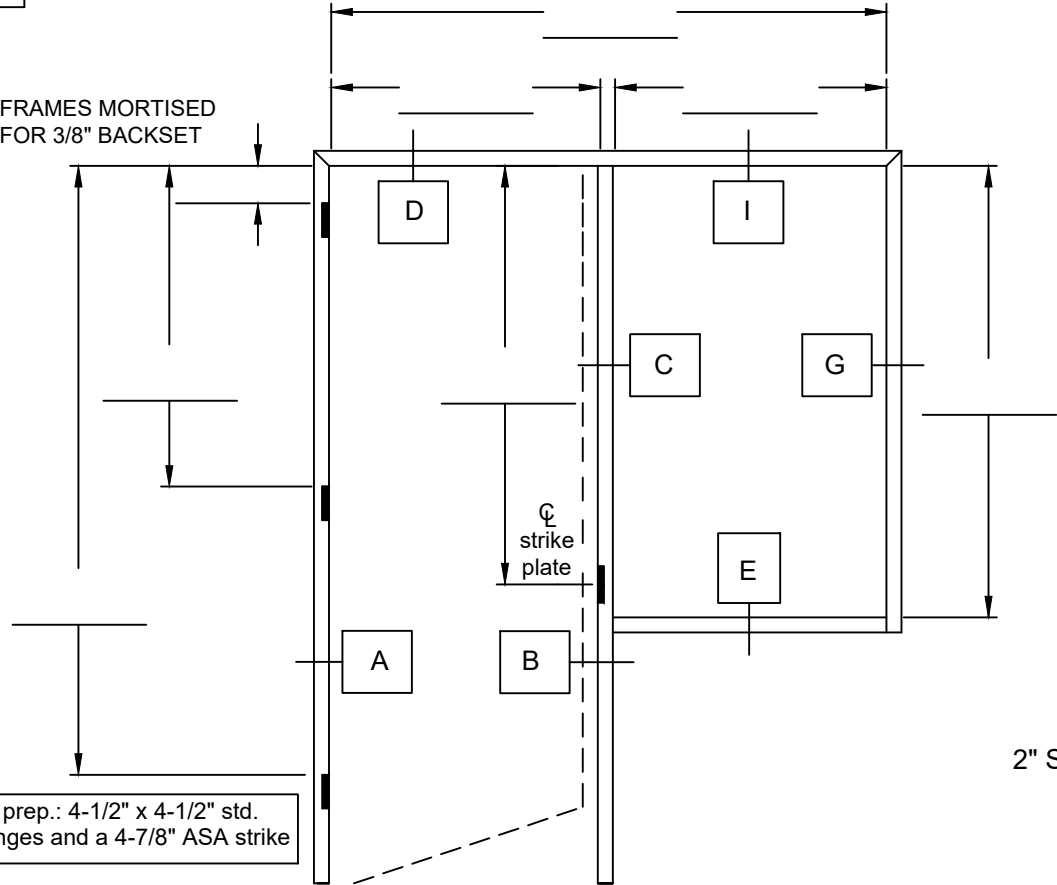 FRAMES MORTISED
FOR 3/8" BACKSET
D
I
C
G
℄
strike
plate
E
A
B
2" S
prep.: 4-1/2" x 4-1/2" std.
nges and a 4-7/8" ASA strike